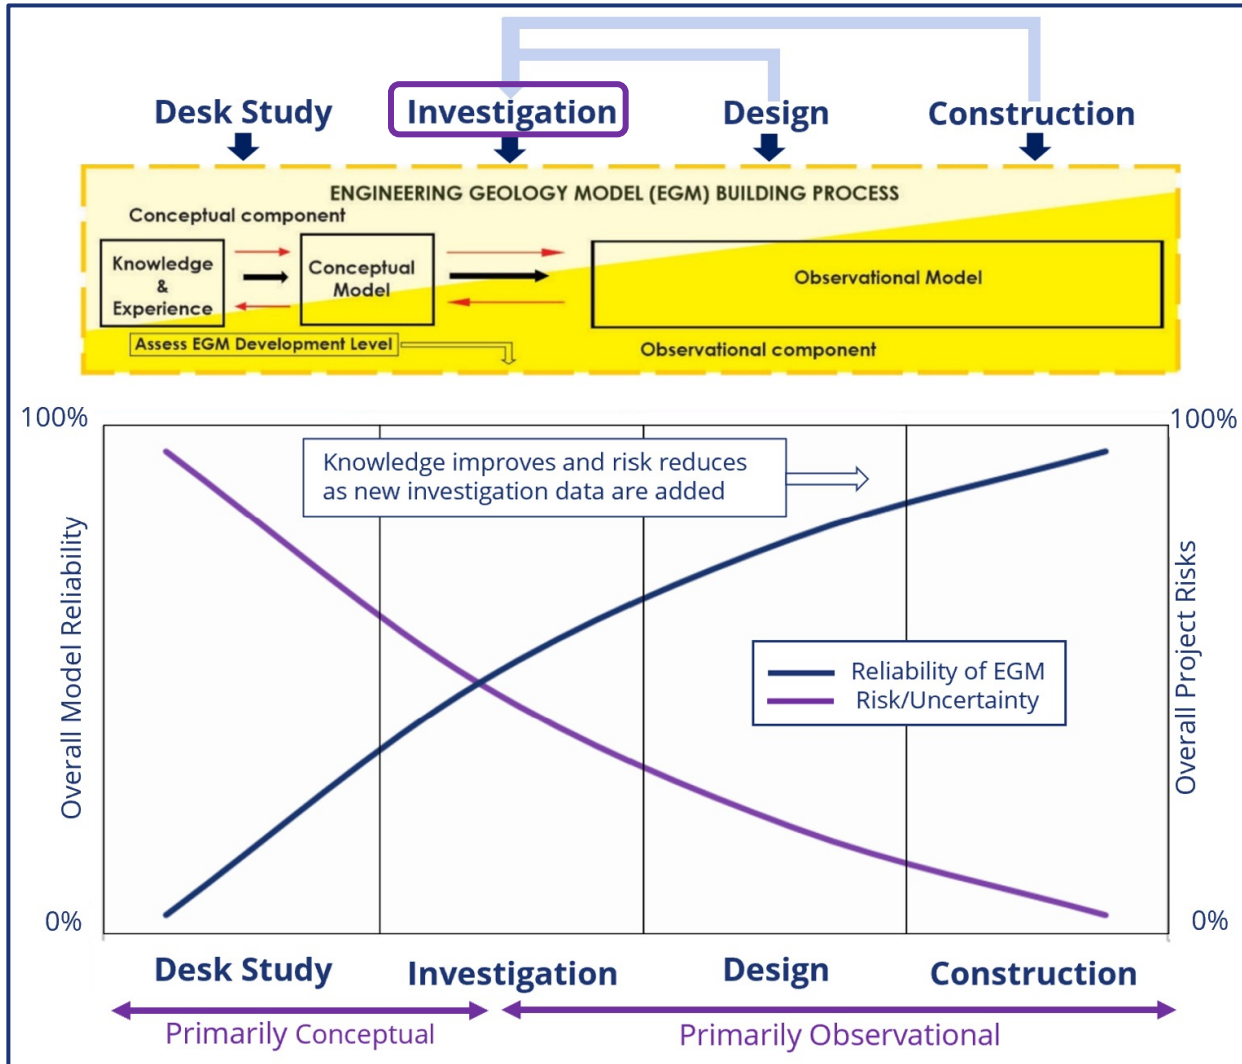 Desk Study
Investigation
Design
Construction
ENGINEERING GEOLOGY MODEL (EGM) BUILDING PROCESS
Conceptual component
Knowledge
&
Experience
Conceptual
Model
Observational Model
Assess EGM Development Level
Observational component
100%
100%
Knowledge improves and risk reduces
as new investigation data are added
Overall Model Reliability
Overall Project Risks
Reliability of EGM
Risk/Uncertainty
0%
0%
Desk Study
Investigation
Design
Construction
Primarily Conceptual
Primarily Observational